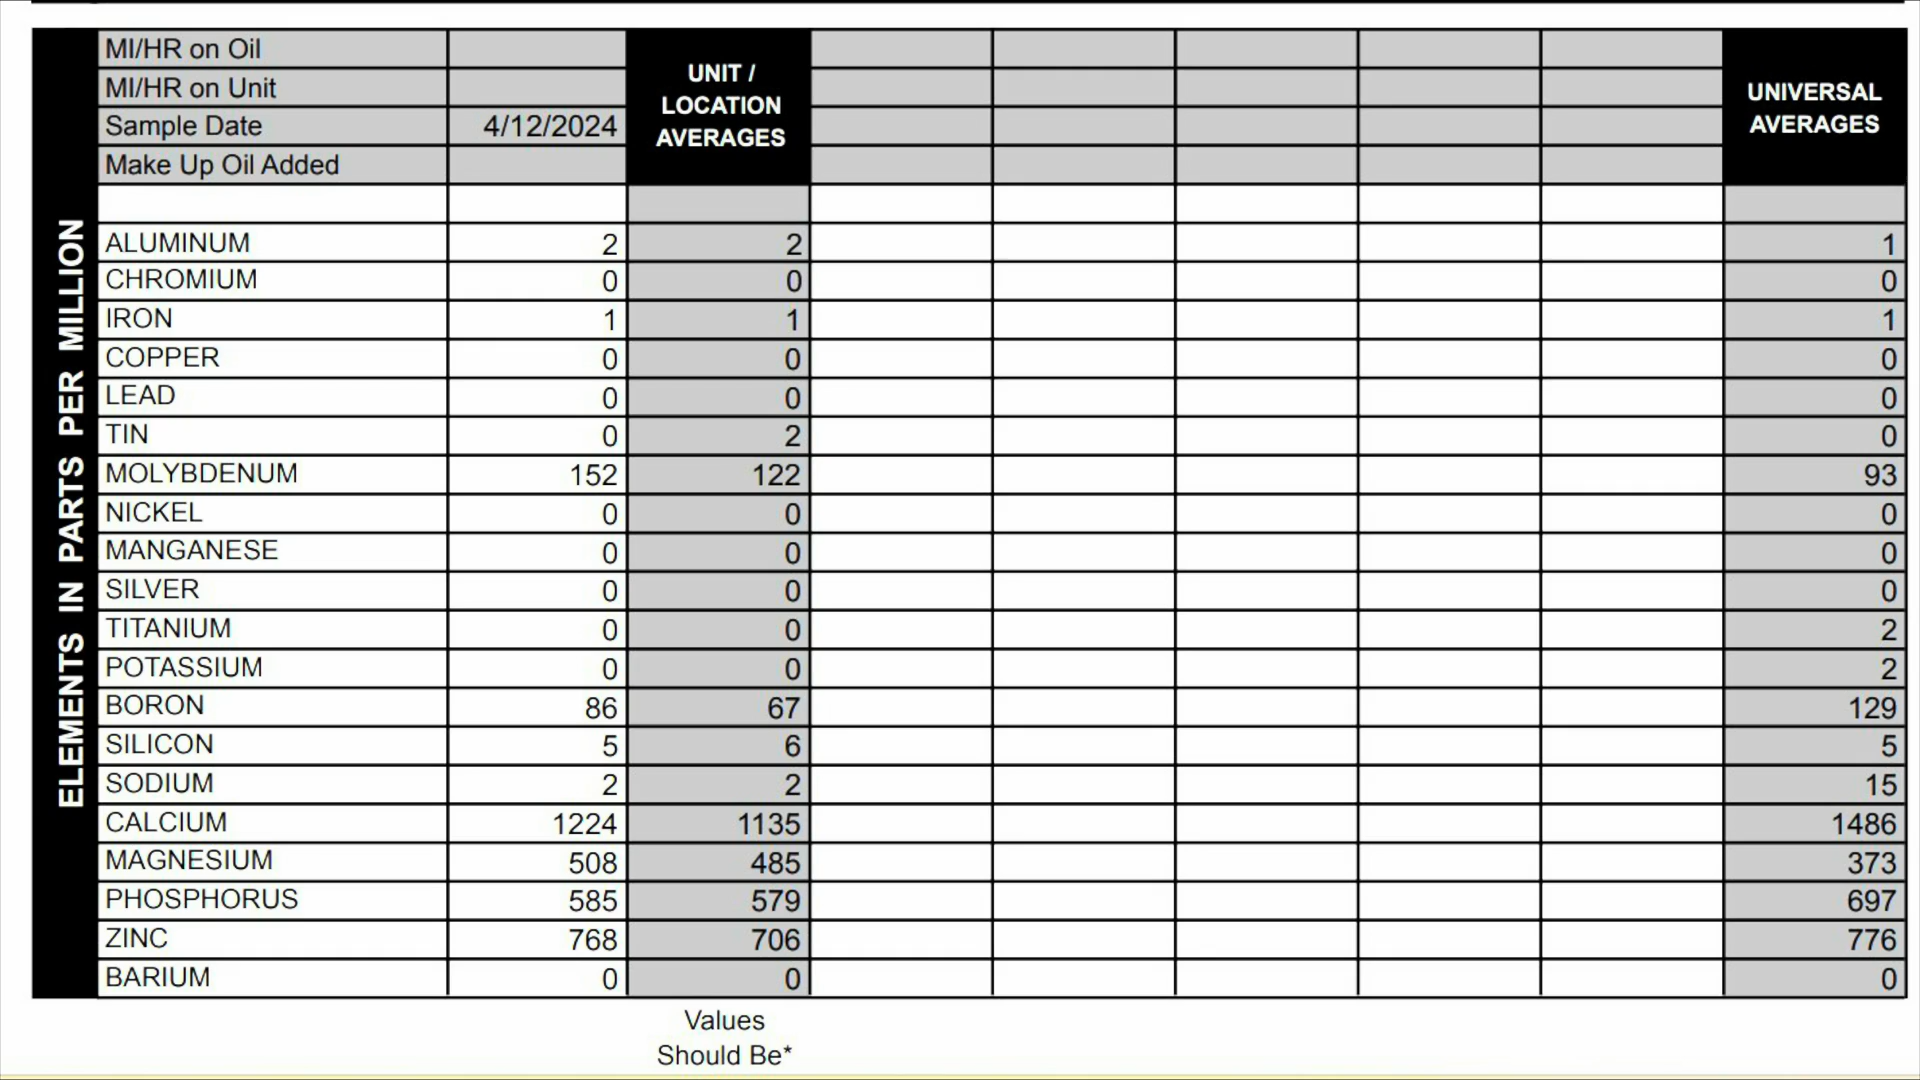 MI/HR on Oil
MI/HR on Unit
Sample Date 4/12/2024
Make Up Oil Added
UNIT /
LOCATION
AVERAGES
UNIVERSAL
AVERAGES
ELEMENTS IN PARTS PER MILLION
ALUMINUM 2 2 1
CHROMIUM 0 0 0
IRON 1 1 1
COPPER 0 0 0
LEAD 0 0 0
TIN 0 2 0
MOLYBDENUM 152 122 93
NICKEL 0 0 0
MANGANESE 0 0 0
SILVER 0 0 0
TITANIUM 0 0 2
POTASSIUM 0 0 2
BORON 86 67 129
SILICON 5 6 5
SODIUM 2 2 15
CALCIUM 1224 1135 1486
MAGNESIUM 508 485 373
PHOSPHORUS 585 579 697
ZINC 768 706 776
BARIUM 0 0 0
Values
Should Be*